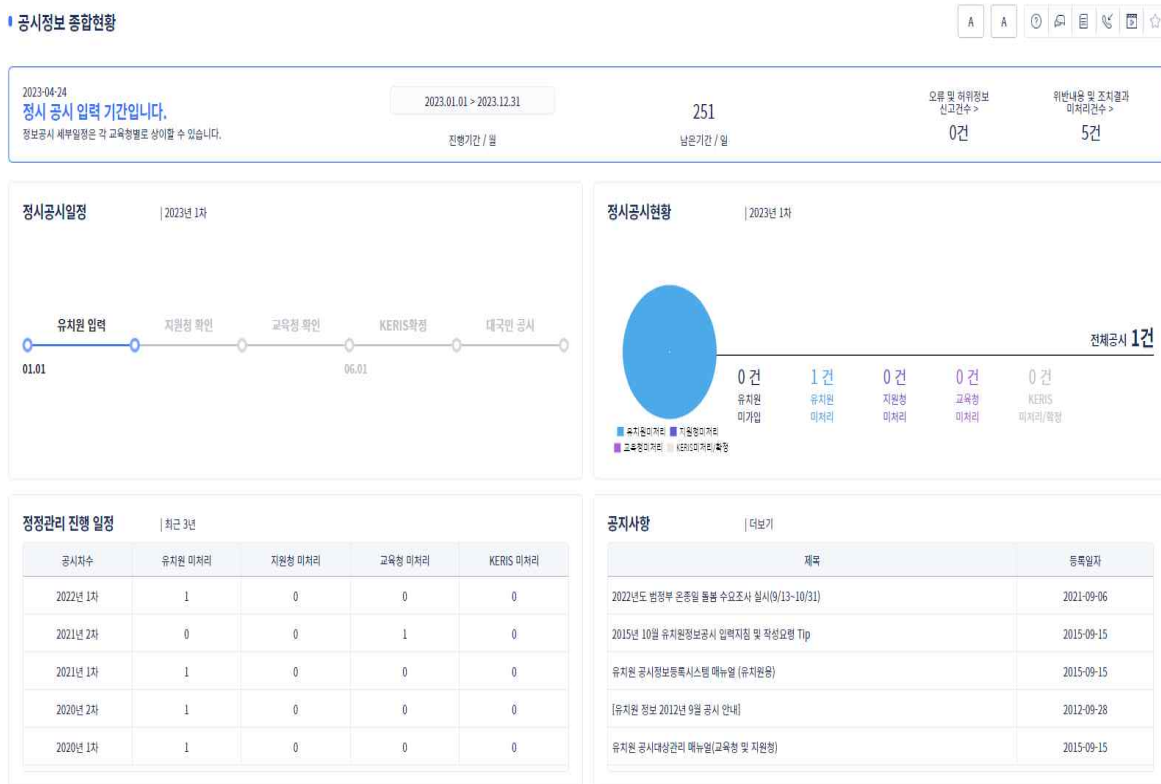 공시정보 종합현황
A A
2023-04-24
정시 공시 입력 기간입니다.
정보공시 세부일정은 각 교육청별로 상이할 수 있습니다.
2023.01.01 > 2023.12.31
진행기간 / 월
251
남은기간 / 일
오류 및 허위정보
신고건수 >
0건
위반내용 및 조치결과
미처리건수 >
5건
정시공시일정 | 2023년 1차
유치원 입력 지원청 확인 교육청 확인 KERIS확정 대국민 공시
01.01 06.01
정시공시현황 | 2023년 1차
전체공시 1건
0 건 1 건 0 건 0 건 0 건
유치원 유치원 지원청 교육청 KERIS
미가입 미처리 미처리 미처리 미처리/확정
유치원미처리 지원청미처리
교육청미처리 KERIS미처리/확정
정정관리 진행 일정 | 최근 3년
공시차수 유치원 미처리 지원청 미처리 교육청 미처리 KERIS 미처리
2022년 1차 1 0 0 0
2021년 2차 0 0 1 0
2021년 1차 1 0 0 0
2020년 2차 1 0 0 0
2020년 1차 1 0 0 0
공지사항 | 더보기
제목 등록일자
2022년도 범정부 온종일 돌봄 수요조사 실시(9/13~10/31) 2021-09-06
2015년 10월 유치원정보공시 입력지침 및 작성요령 Tip 2015-09-15
유치원 공시정보등록시스템 매뉴얼 (유치원용) 2015-09-15
[유치원 정보 2012년 9월 공시 안내] 2012-09-28
유치원 공시대상관리 매뉴얼(교육청 및 지원청) 2015-09-15